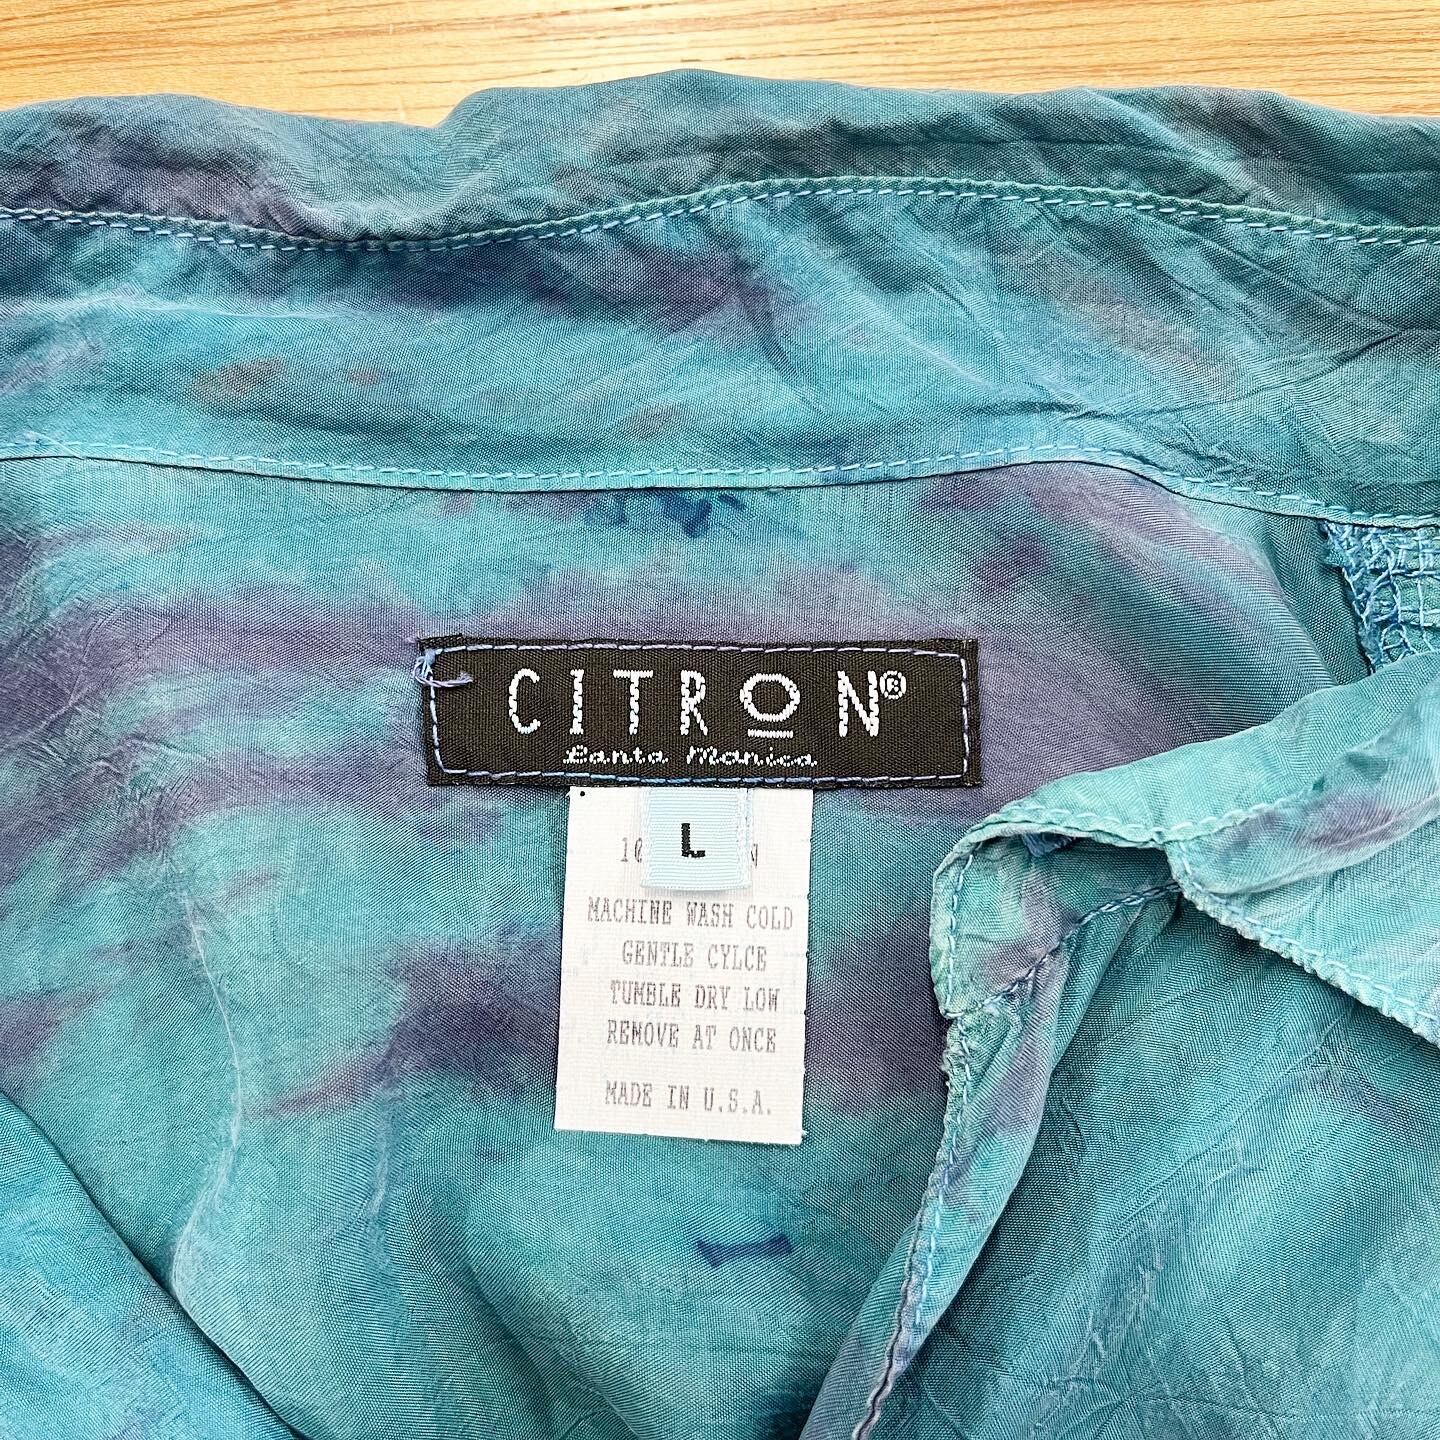 CITRON®
Santa Monica
L
MACHINE WASH COLD
GENTLE CYLCE
TUMBLE DRY LOW
REMOVE AT ONCE
MADE IN U.S.A.